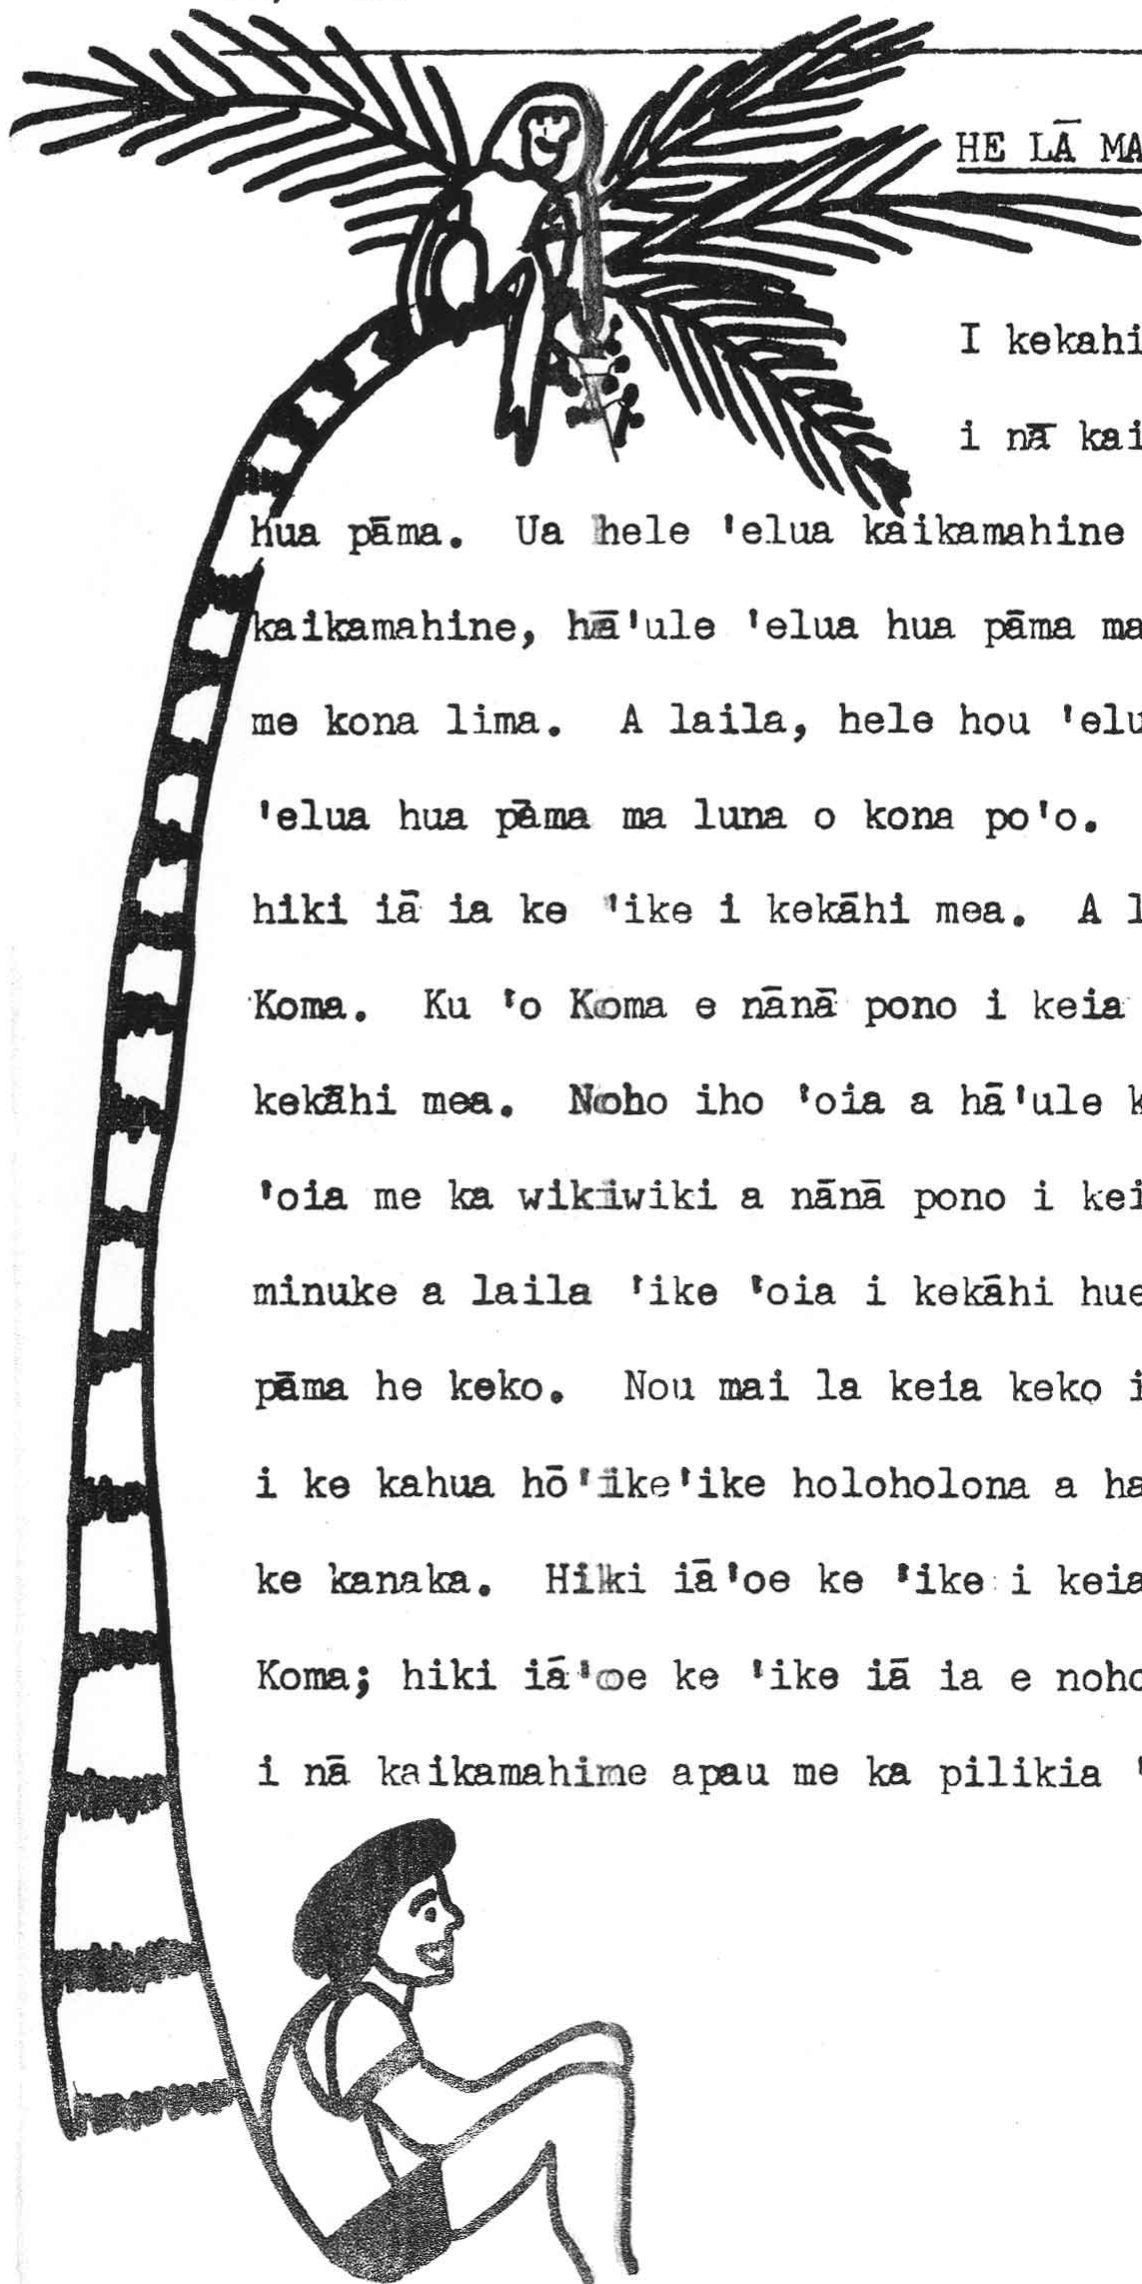 HE LĀ MA
I kekahi
i nā kai
hua pāma. Ua hele 'elua kaikamahine
kaikamahine, hā'ule 'elua hua pāma ma
me kona lima. A laila, hele hou 'elu
'elua hua pāma ma luna o kona po'o.
hiki iā ia ke 'ike i kekāhi mea. A l
Koma. Ku 'o Koma e nānā pono i keia
kekāhi mea. Noho iho 'oia a hā'ule k
'oia me ka wikiwiki a nānā pono i kei
minuke a laila 'ike 'oia i kekāhi hue
pāma he keko. Nou mai la keia keko i
i ke kahua hō'ike'ike holoholona a ha
ke kanaka. Hiki iā'oe ke 'ike i keia
Koma; hiki iā'oe ke 'ike iā ia e noho
i nā kaikamahine apau me ka pilikia '